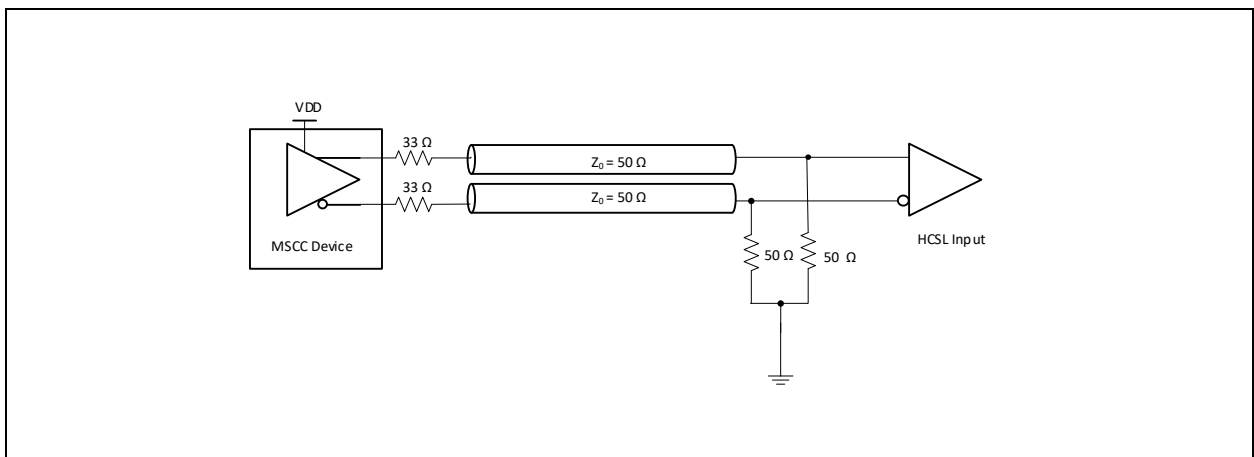 VDD
33 Ω
Z0 = 50 Ω
33 Ω
Z0 = 50 Ω
MSCC Device
HCSL Input
50 Ω
50 Ω